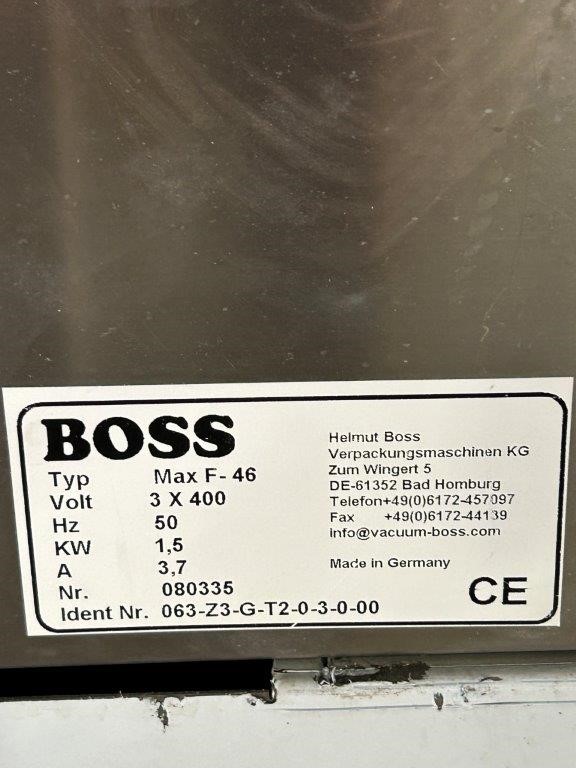 BOSS
Typ Max F- 46
Volt 3 X 400
Hz 50
KW 1,5
A 3,7
Nr. 080335
Ident Nr. 063-Z3-G-T2-0-3-0-00
Helmut Boss
Verpackungsmaschinen KG
Zum Wingert 5
DE-61352 Bad Homburg
Telefon+49(0)6172-457097
Fax +49(0)6172-44139
info@vacuum-boss.com
Made in Germany
CE